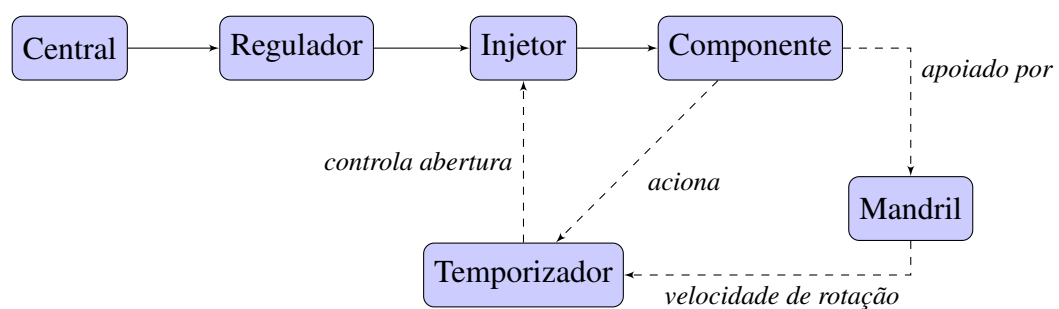 Central
Regulador
Injetor
Componente
apoiado por
controla abertura
aciona
Mandril
Temporizador
velocidade de rotação